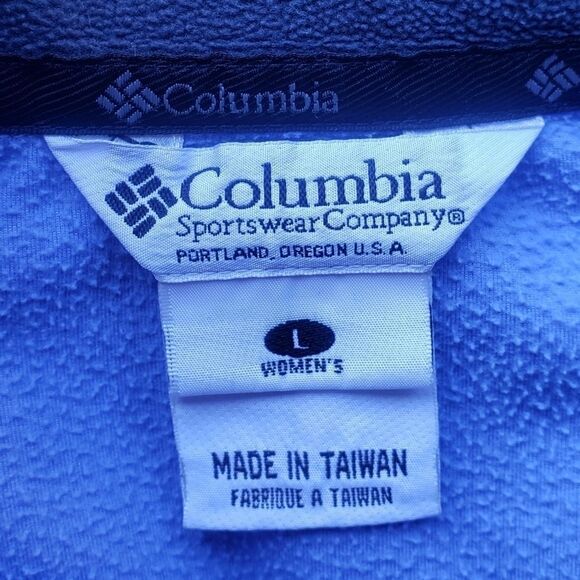 Columbia
Columbia
Sportswear Company®
PORTLAND, OREGON U.S.A.
L
WOMEN'S
MADE IN TAIWAN
FABRIQUE A TAIWAN